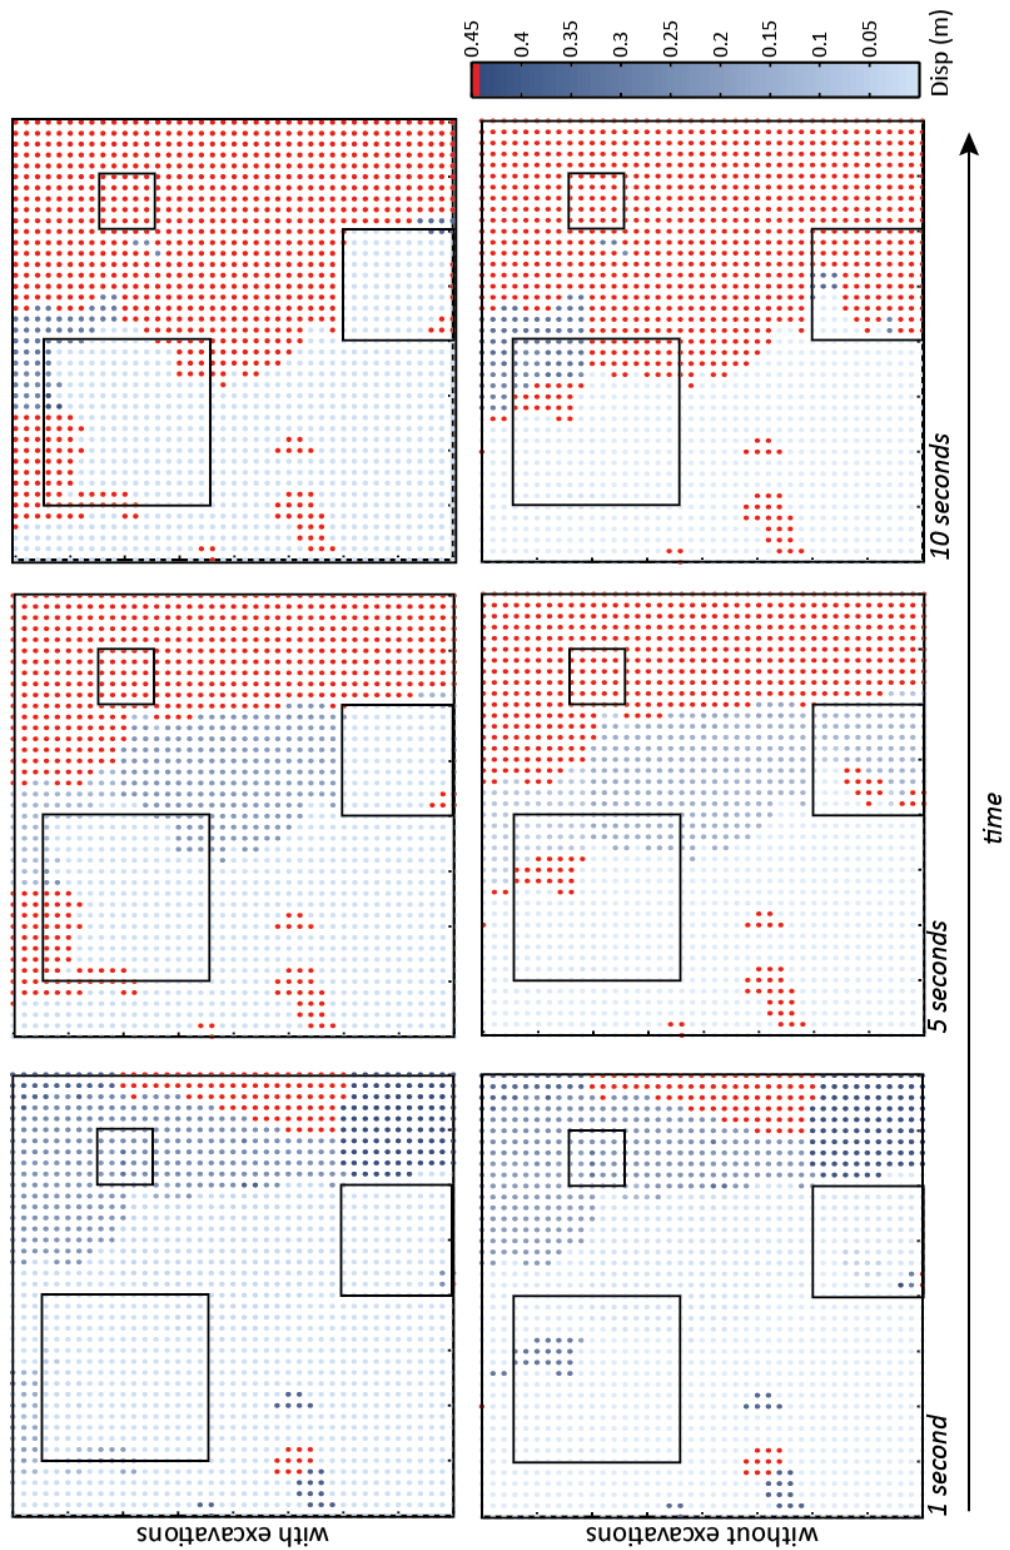 0.45
0.4
0.35
0.3
0.25
0.2
0.15
0.1
0.05
Disp (m)
with excavations
without excavations
1 second
5 seconds
10 seconds
time